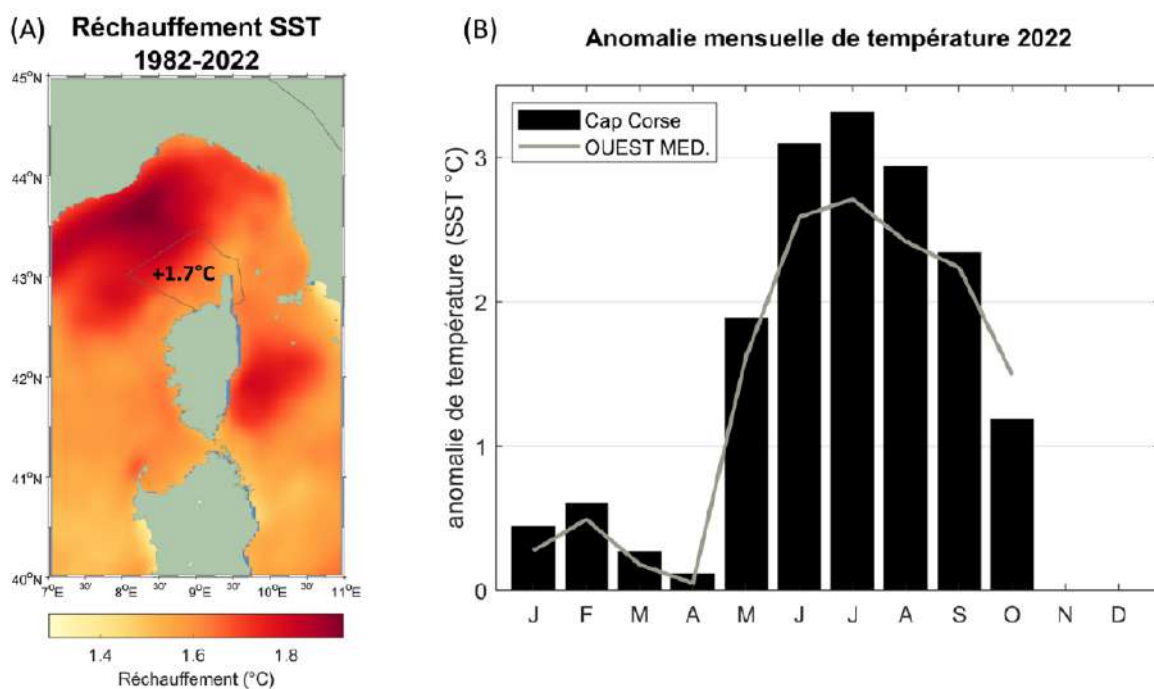 (A)
Réchauffement SST
1982-2022
45°N
44°N
43°N
42°N
41°N
40°N
+1.7°C
7°E 30' 8°E 30' 9°E 30' 10°E 30' 11°E
1.4 1.6 1.8
Réchauffement (°C)
(B)
Anomalie mensuelle de température 2022
Cap Corse
OUEST MED.
anomalie de température (SST °C)
3
2
1
0
J F M A M J J A S O N D